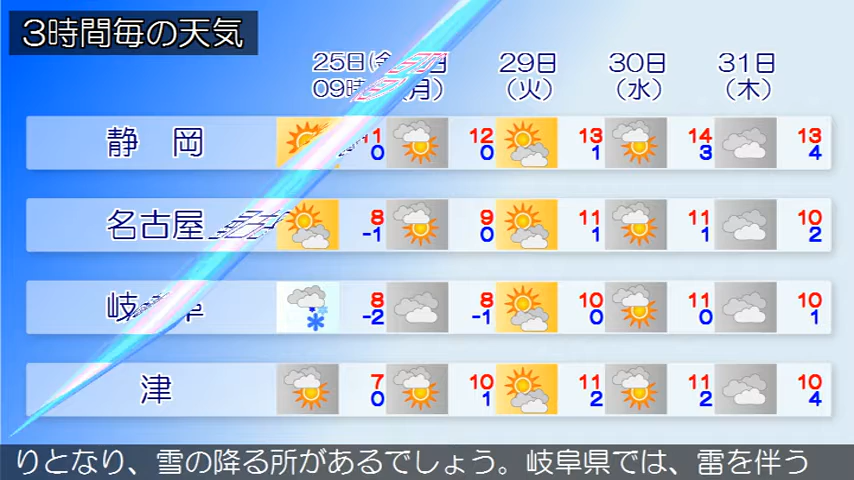 3時間毎の天気
25日 29日 30日 31日
09時 (月) (火) (水) (木)
静岡 11 0 12 0 13 1 14 3 13 4
名古屋 8 -1 9 0 11 1 11 1 10 2
岐阜 8 -2 8 -1 10 0 11 0 10 1
津 7 0 10 1 11 2 11 2 10 4
りとなり、雪の降る所があるでしょう。岐阜県では、雷を伴う